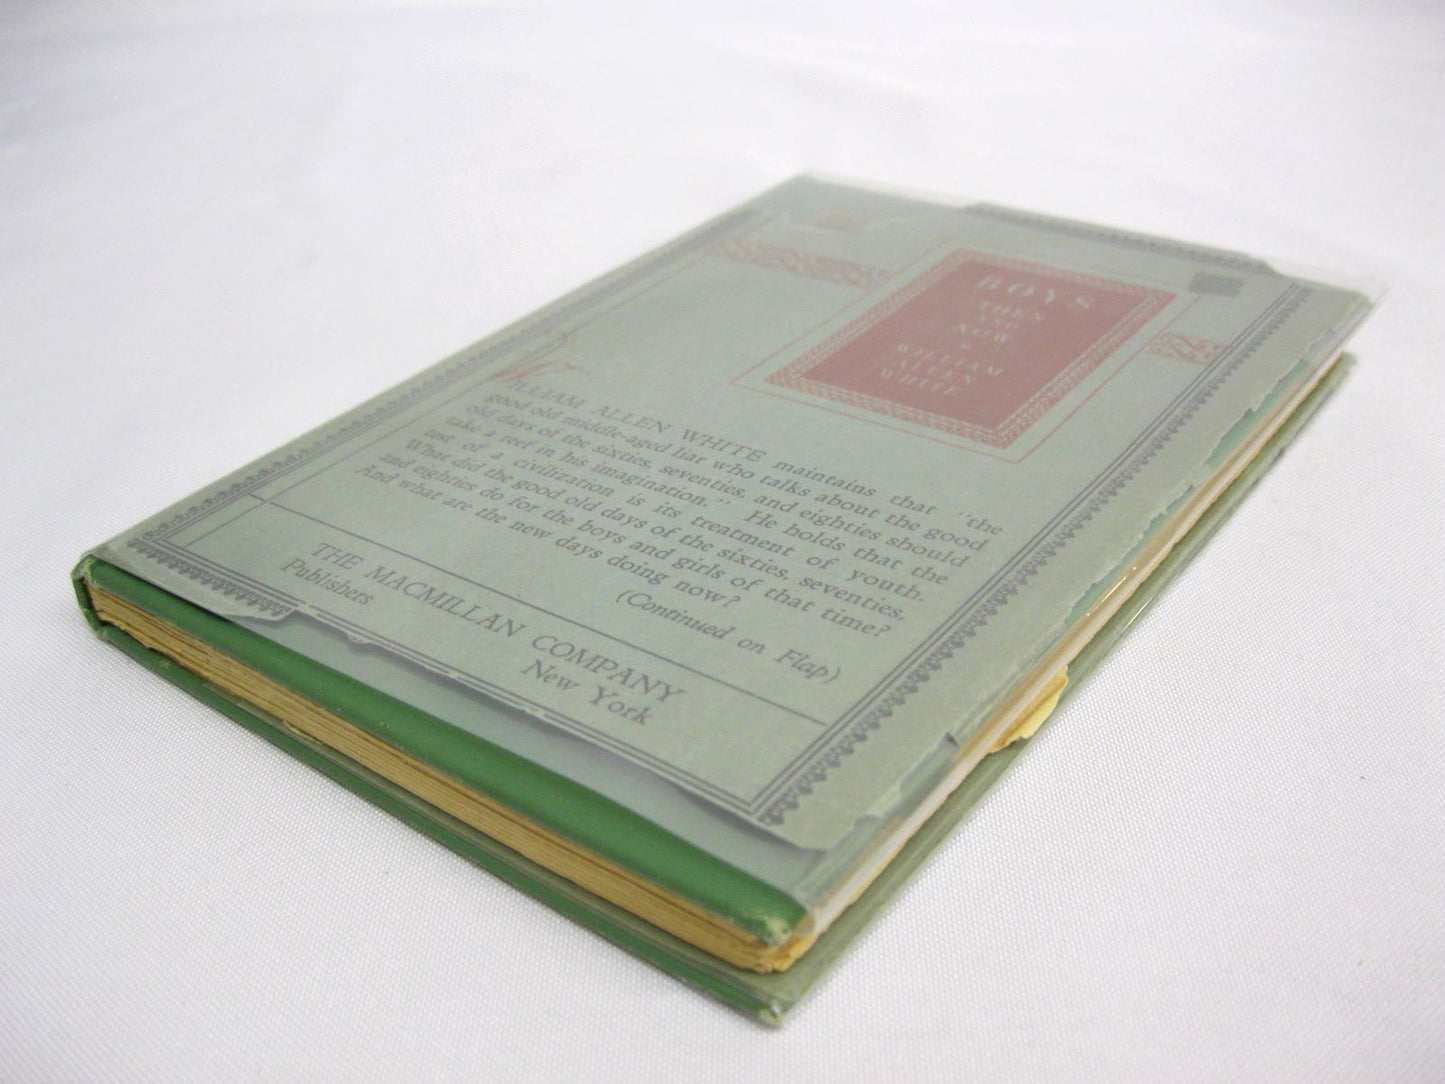 BOYS
THEN
AND
NOW
WILLIAM
ALLEN
WHITE
WILLIAM ALLEN WHITE maintains that "the
good old middle-aged liar who talks about the good
old days of the sixties, seventies, and eighties should
take a reef in his imagination." He holds that the
test of a civilization is its treatment of youth.
What did the good old days of the sixties, seventies,
and eighties do for the boys and girls of that time?
And what are the new days doing now?
(Continued on Flap)
THE MACMILLAN COMPANY
Publishers New York